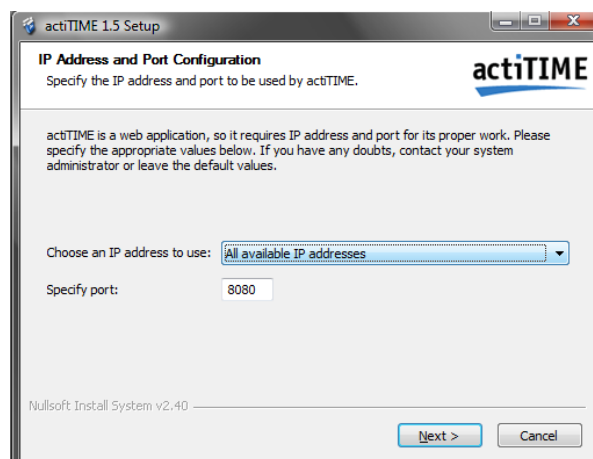 actiTIME 1.5 Setup
IP Address and Port Configuration
Specify the IP address and port to be used by actiTIME.
actiTIME
actiTIME is a web application, so it requires IP address and port for its proper work. Please
specify the appropriate values below. If you have any doubts, contact your system
administrator or leave the default values.
Choose an IP address to use: All available IP addresses
Specify port: 8080
Nullsoft Install System v2.40
Next > Cancel